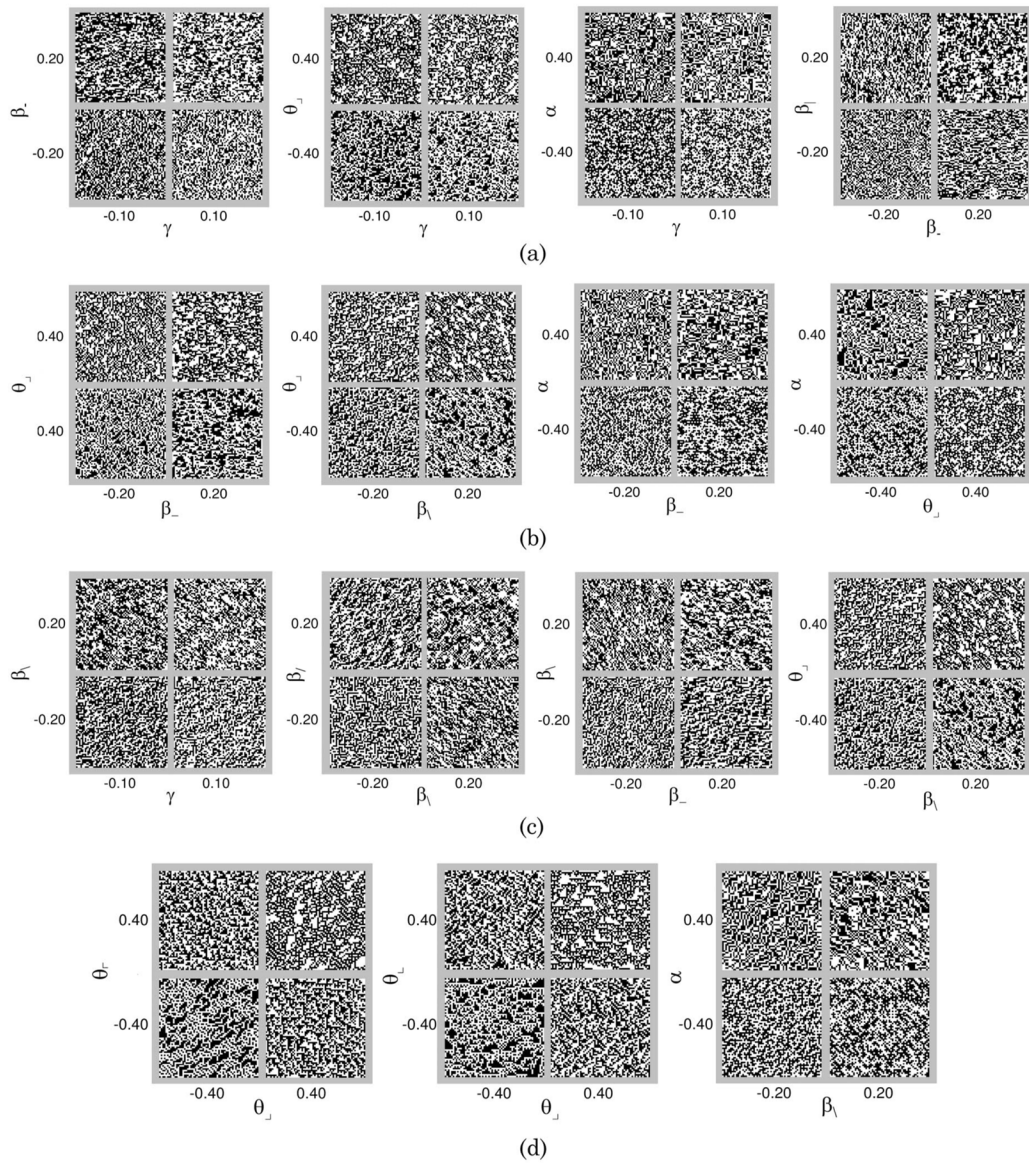 0.20 0.40 0.40 0.20
β- θ⌟ α β|
-0.20 -0.40 -0.40 -0.20
-0.10 0.10 -0.10 0.10 -0.10 0.10 -0.20 0.20
γ γ γ β-
(a)
0.40 0.40 0.40 0.40
θ⌟ θ⌟ α α
0.40 -0.40 -0.40 -0.40
-0.20 0.20 -0.20 0.20 -0.20 0.20 -0.40 0.40
β_ β\ β_ θ⌟
(b)
0.20 0.20 0.20 0.40
β\ β/ β\ θ⌟
-0.20 -0.20 -0.20 -0.40
-0.10 0.10 -0.20 0.20 -0.20 0.20 -0.20 0.20
γ β\ β_ β\
(c)
0.40 0.40 0.40
θ⌜ θ⌞ α
-0.40 -0.40 -0.40
-0.40 0.40 -0.40 0.40 -0.20 0.20
θ⌟ θ⌟ β\
(d)